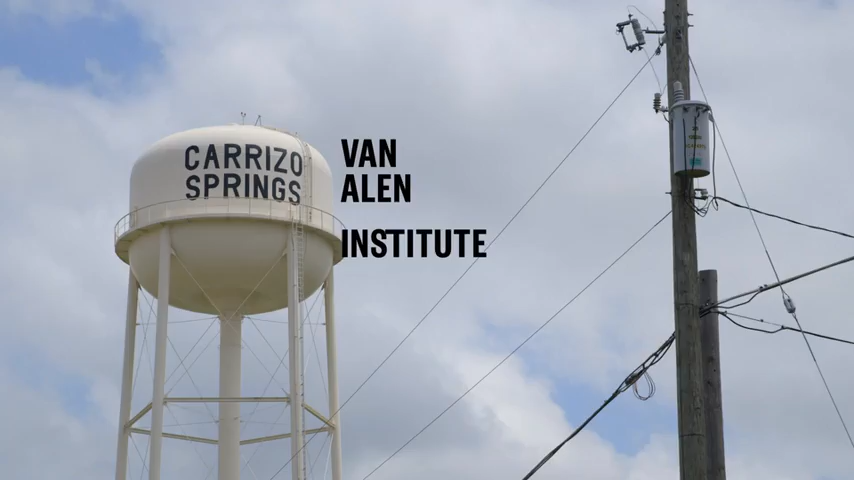 CARRIZO
SPRINGS
VAN
ALEN
INSTITUTE